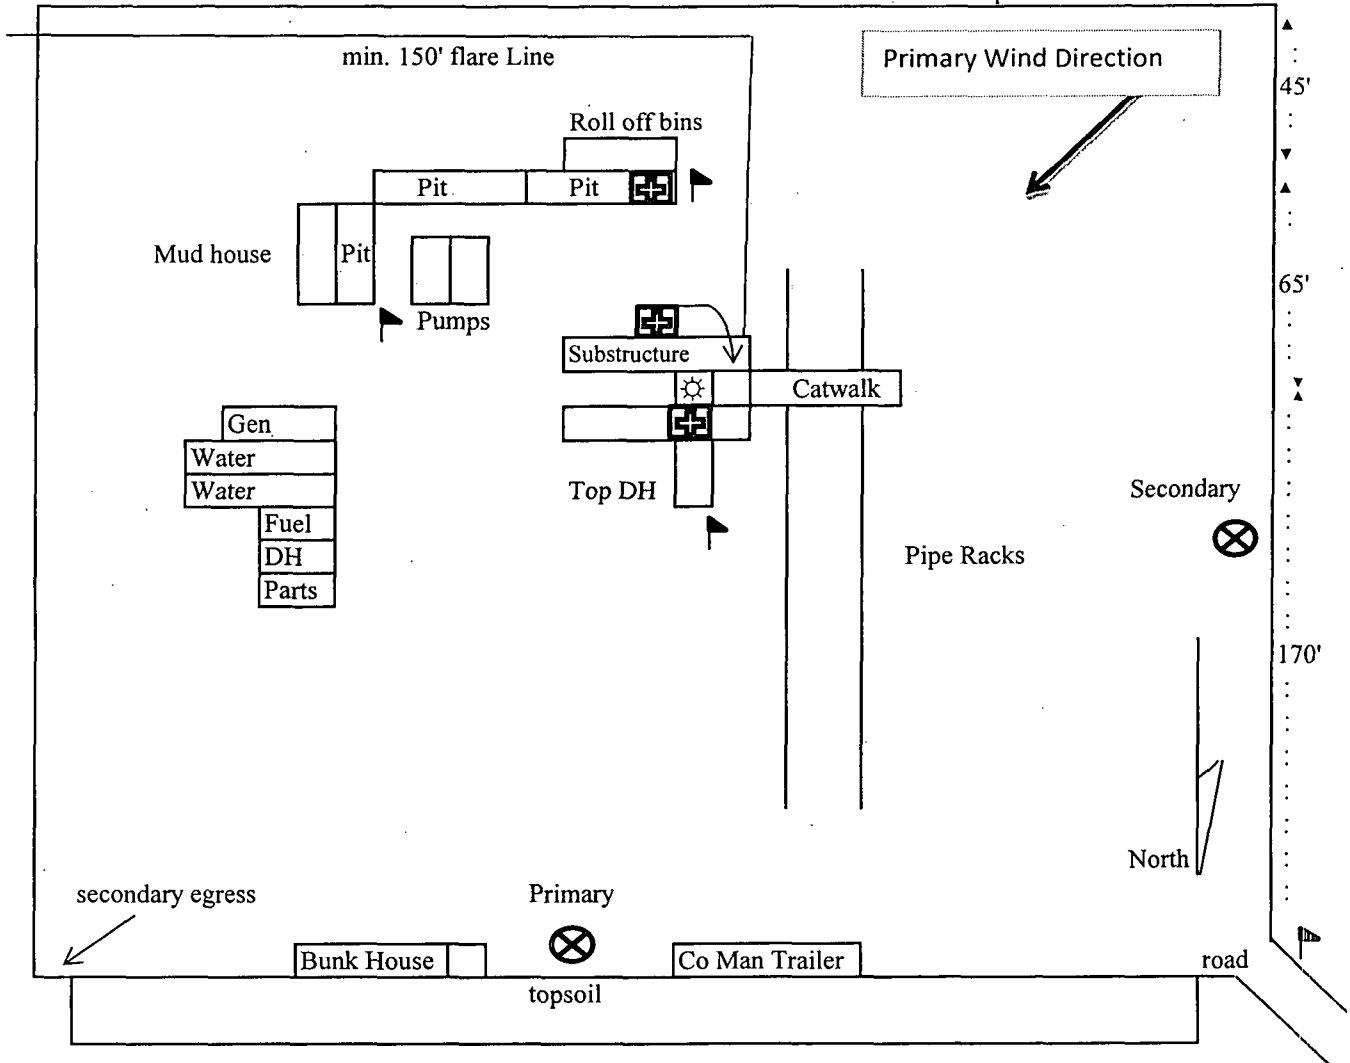 min. 150' flare Line
Primary Wind Direction
45'
Roll off bins
Pit
Pit
Mud house
Pit
65'
Pumps
Substructure
Catwalk
Gen
Water
Water
Top DH
Secondary
Fuel
DH
Pipe Racks
Parts
170'
North
secondary egress
Primary
Bunk House
Co Man Trailer
road
topsoil